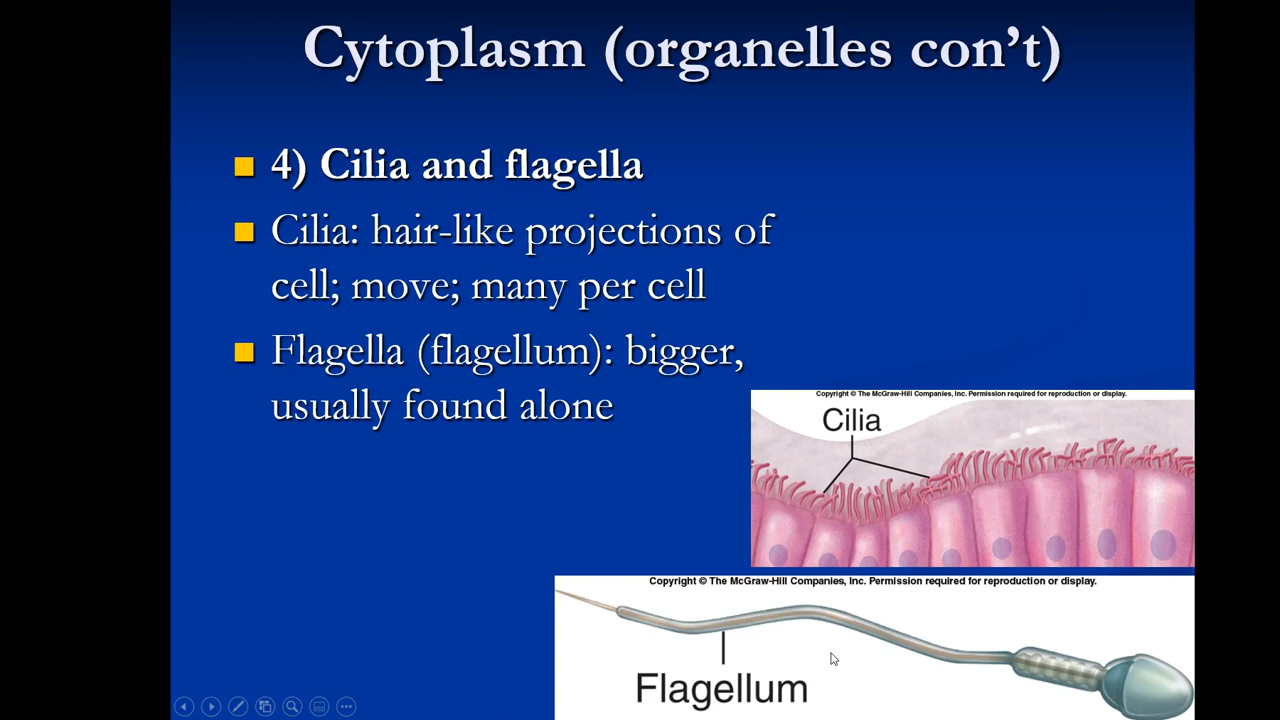 Cytoplasm (organelles con’t)
4) Cilia and flagella
Cilia: hair-like projections of
cell; move; many per cell
Flagella (flagellum): bigger,
usually found alone
Copyright © The McGraw-Hill Companies, Inc. Permission required for reproduction or display.
Cilia
Copyright © The McGraw-Hill Companies, Inc. Permission required for reproduction or display.
Flagellum